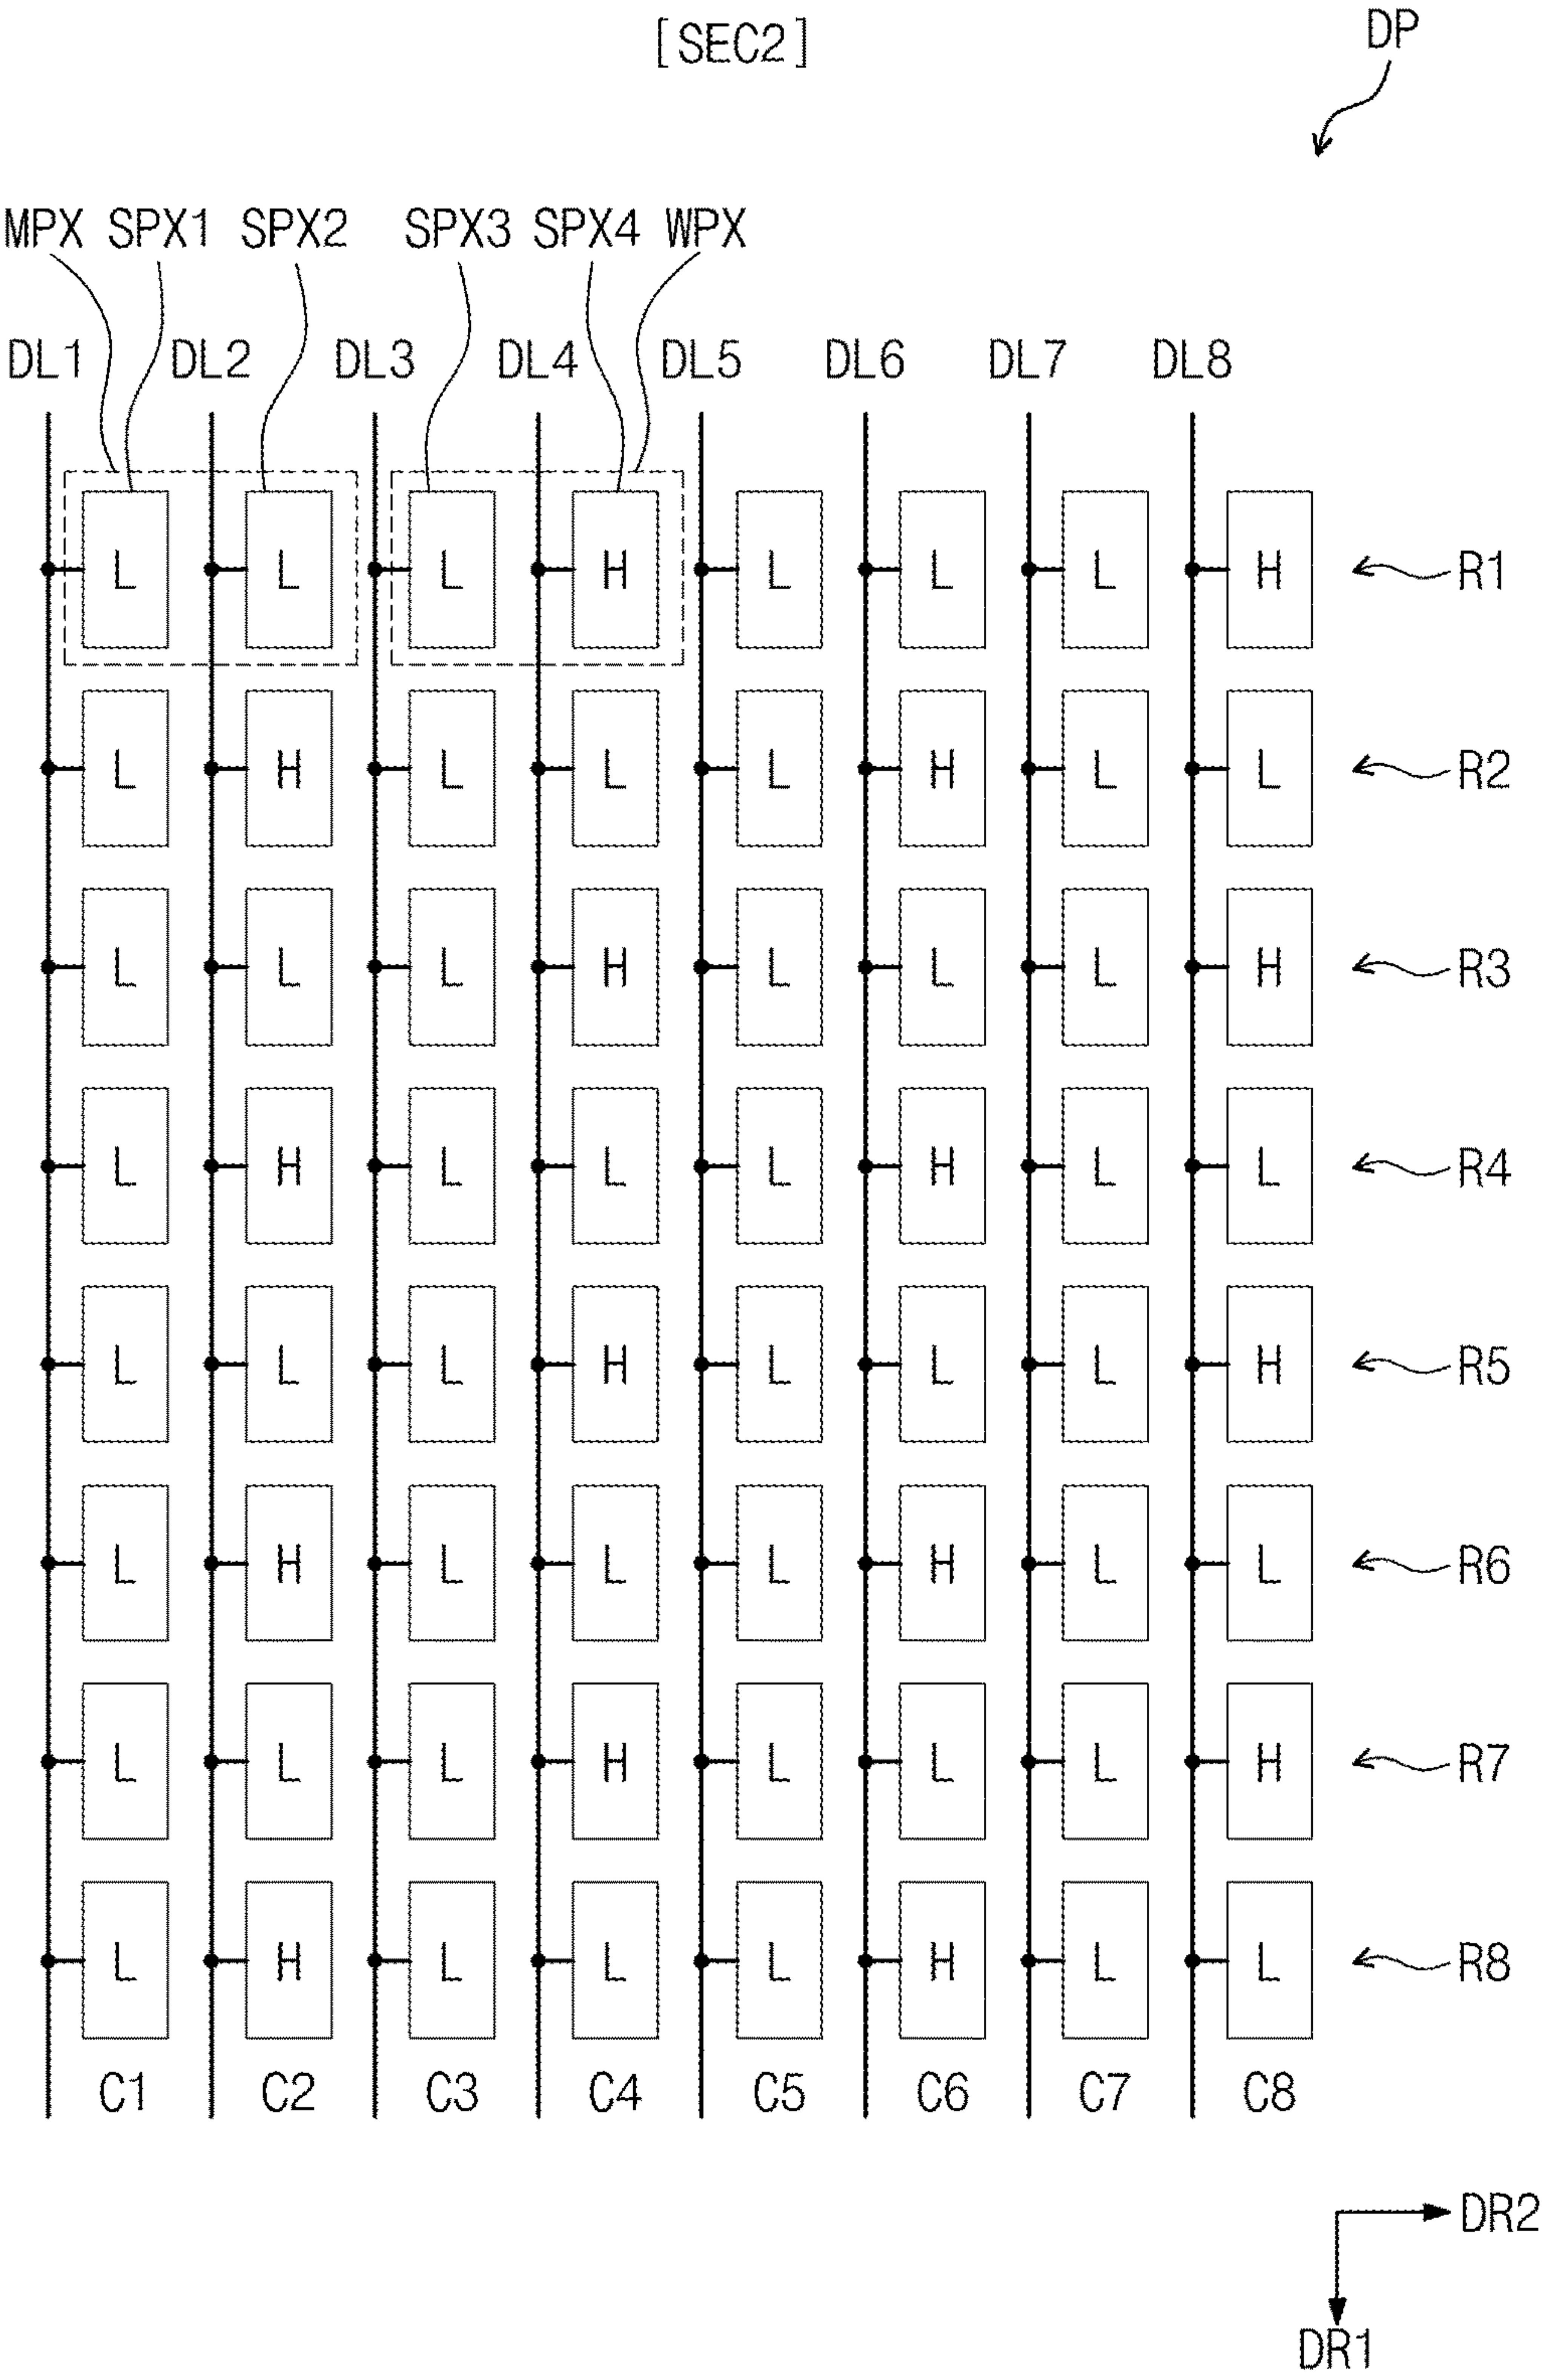 [SEC2]
DP
MPX SPX1 SPX2 SPX3 SPX4 WPX
DL1 DL2 DL3 DL4 DL5 DL6 DL7 DL8
L L L H L L L H R1
L H L L L H L L R2
L L L H L L L H R3
L H L L L H L L R4
L L L H L L L H R5
L H L L L H L L R6
L L L H L L L H R7
L H L L L H L L R8
C1 C2 C3 C4 C5 C6 C7 C8
DR2
DR1